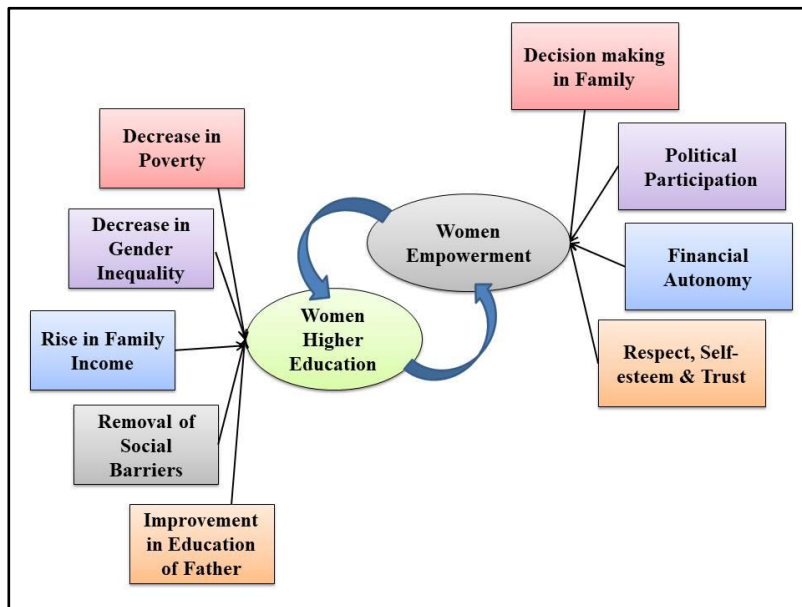 Decision making
in Family
Decrease in
Poverty
Political
Participation
Decrease in
Gender
Inequality
Women
Empowerment
Financial
Autonomy
Women
Higher
Education
Rise in Family
Income
Respect, Self-
esteem & Trust
Removal of
Social
Barriers
Improvement
in Education
of Father